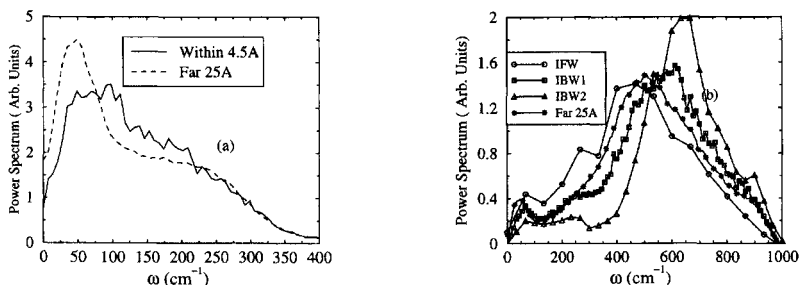 Power Spectrum ( Arb. Units)
5
4
3
2
1
0
Within 4.5A
Far 25A
(a)
0 50 100 150 200 250 300 350 400
ω (cm⁻¹)
Power Spectrum ( Arb. Units)
2
1.6
1.2
0.8
0.4
0
IFW
IBW1
IBW2
Far 25A
(b)
0 200 400 600 800 1000
ω (cm⁻¹)